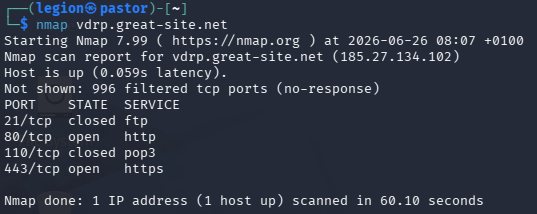 ┌──(legion㉿pastor)-[~]
└─$ nmap vdrp.great-site.net
Starting Nmap 7.99 ( https://nmap.org ) at 2026-06-26 08:07 +0100
Nmap scan report for vdrp.great-site.net (185.27.134.102)
Host is up (0.059s latency).
Not shown: 996 filtered tcp ports (no-response)
PORT    STATE  SERVICE
21/tcp  closed ftp
80/tcp  open   http
110/tcp closed pop3
443/tcp open   https

Nmap done: 1 IP address (1 host up) scanned in 60.10 seconds